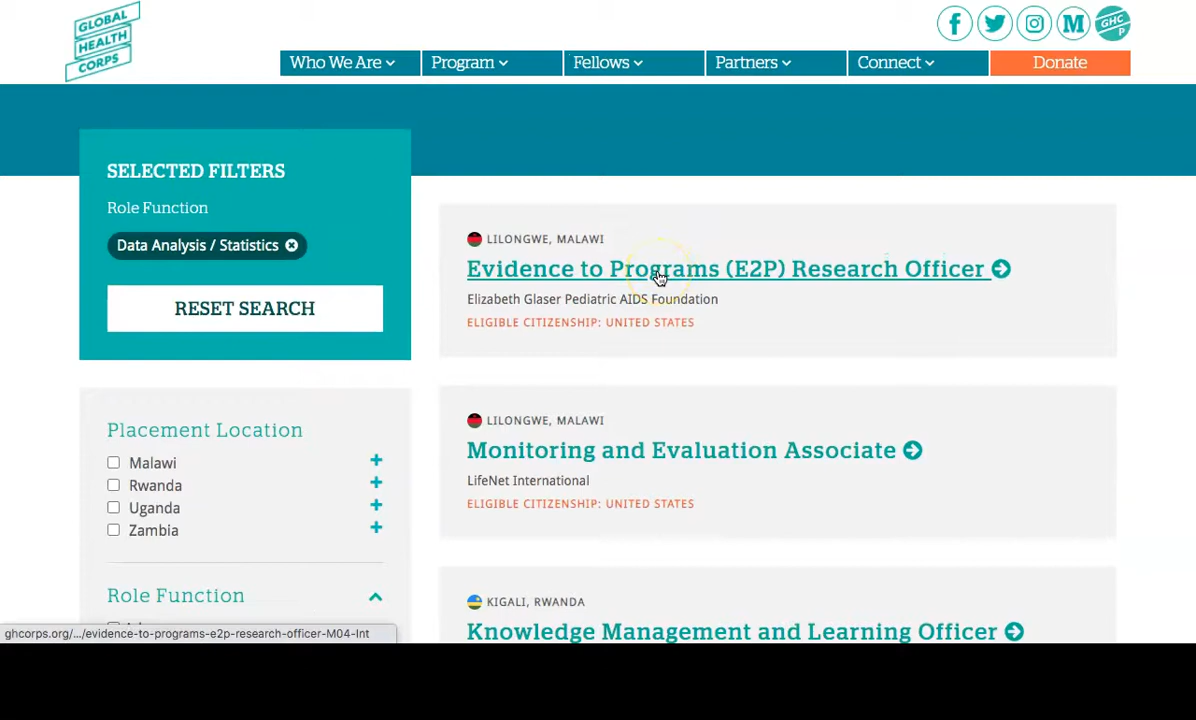 GLOBAL
HEALTH
CORPS
GHC
P
M
Who We Are
Program
Fellows
Partners
Connect
Donate
SELECTED FILTERS
Role Function
Data Analysis / Statistics
RESET SEARCH
Placement Location
Malawi
Rwanda
Uganda
Zambia
Role Function
LILONGWE, MALAWI
Evidence to Programs (E2P) Research Officer
Elizabeth Glaser Pediatric AIDS Foundation
ELIGIBLE CITIZENSHIP: UNITED STATES
LILONGWE, MALAWI
Monitoring and Evaluation Associate
LifeNet International
ELIGIBLE CITIZENSHIP: UNITED STATES
KIGALI, RWANDA
Knowledge Management and Learning Officer
ghcorps.org/.../evidence-to-programs-e2p-research-officer-M04-Int